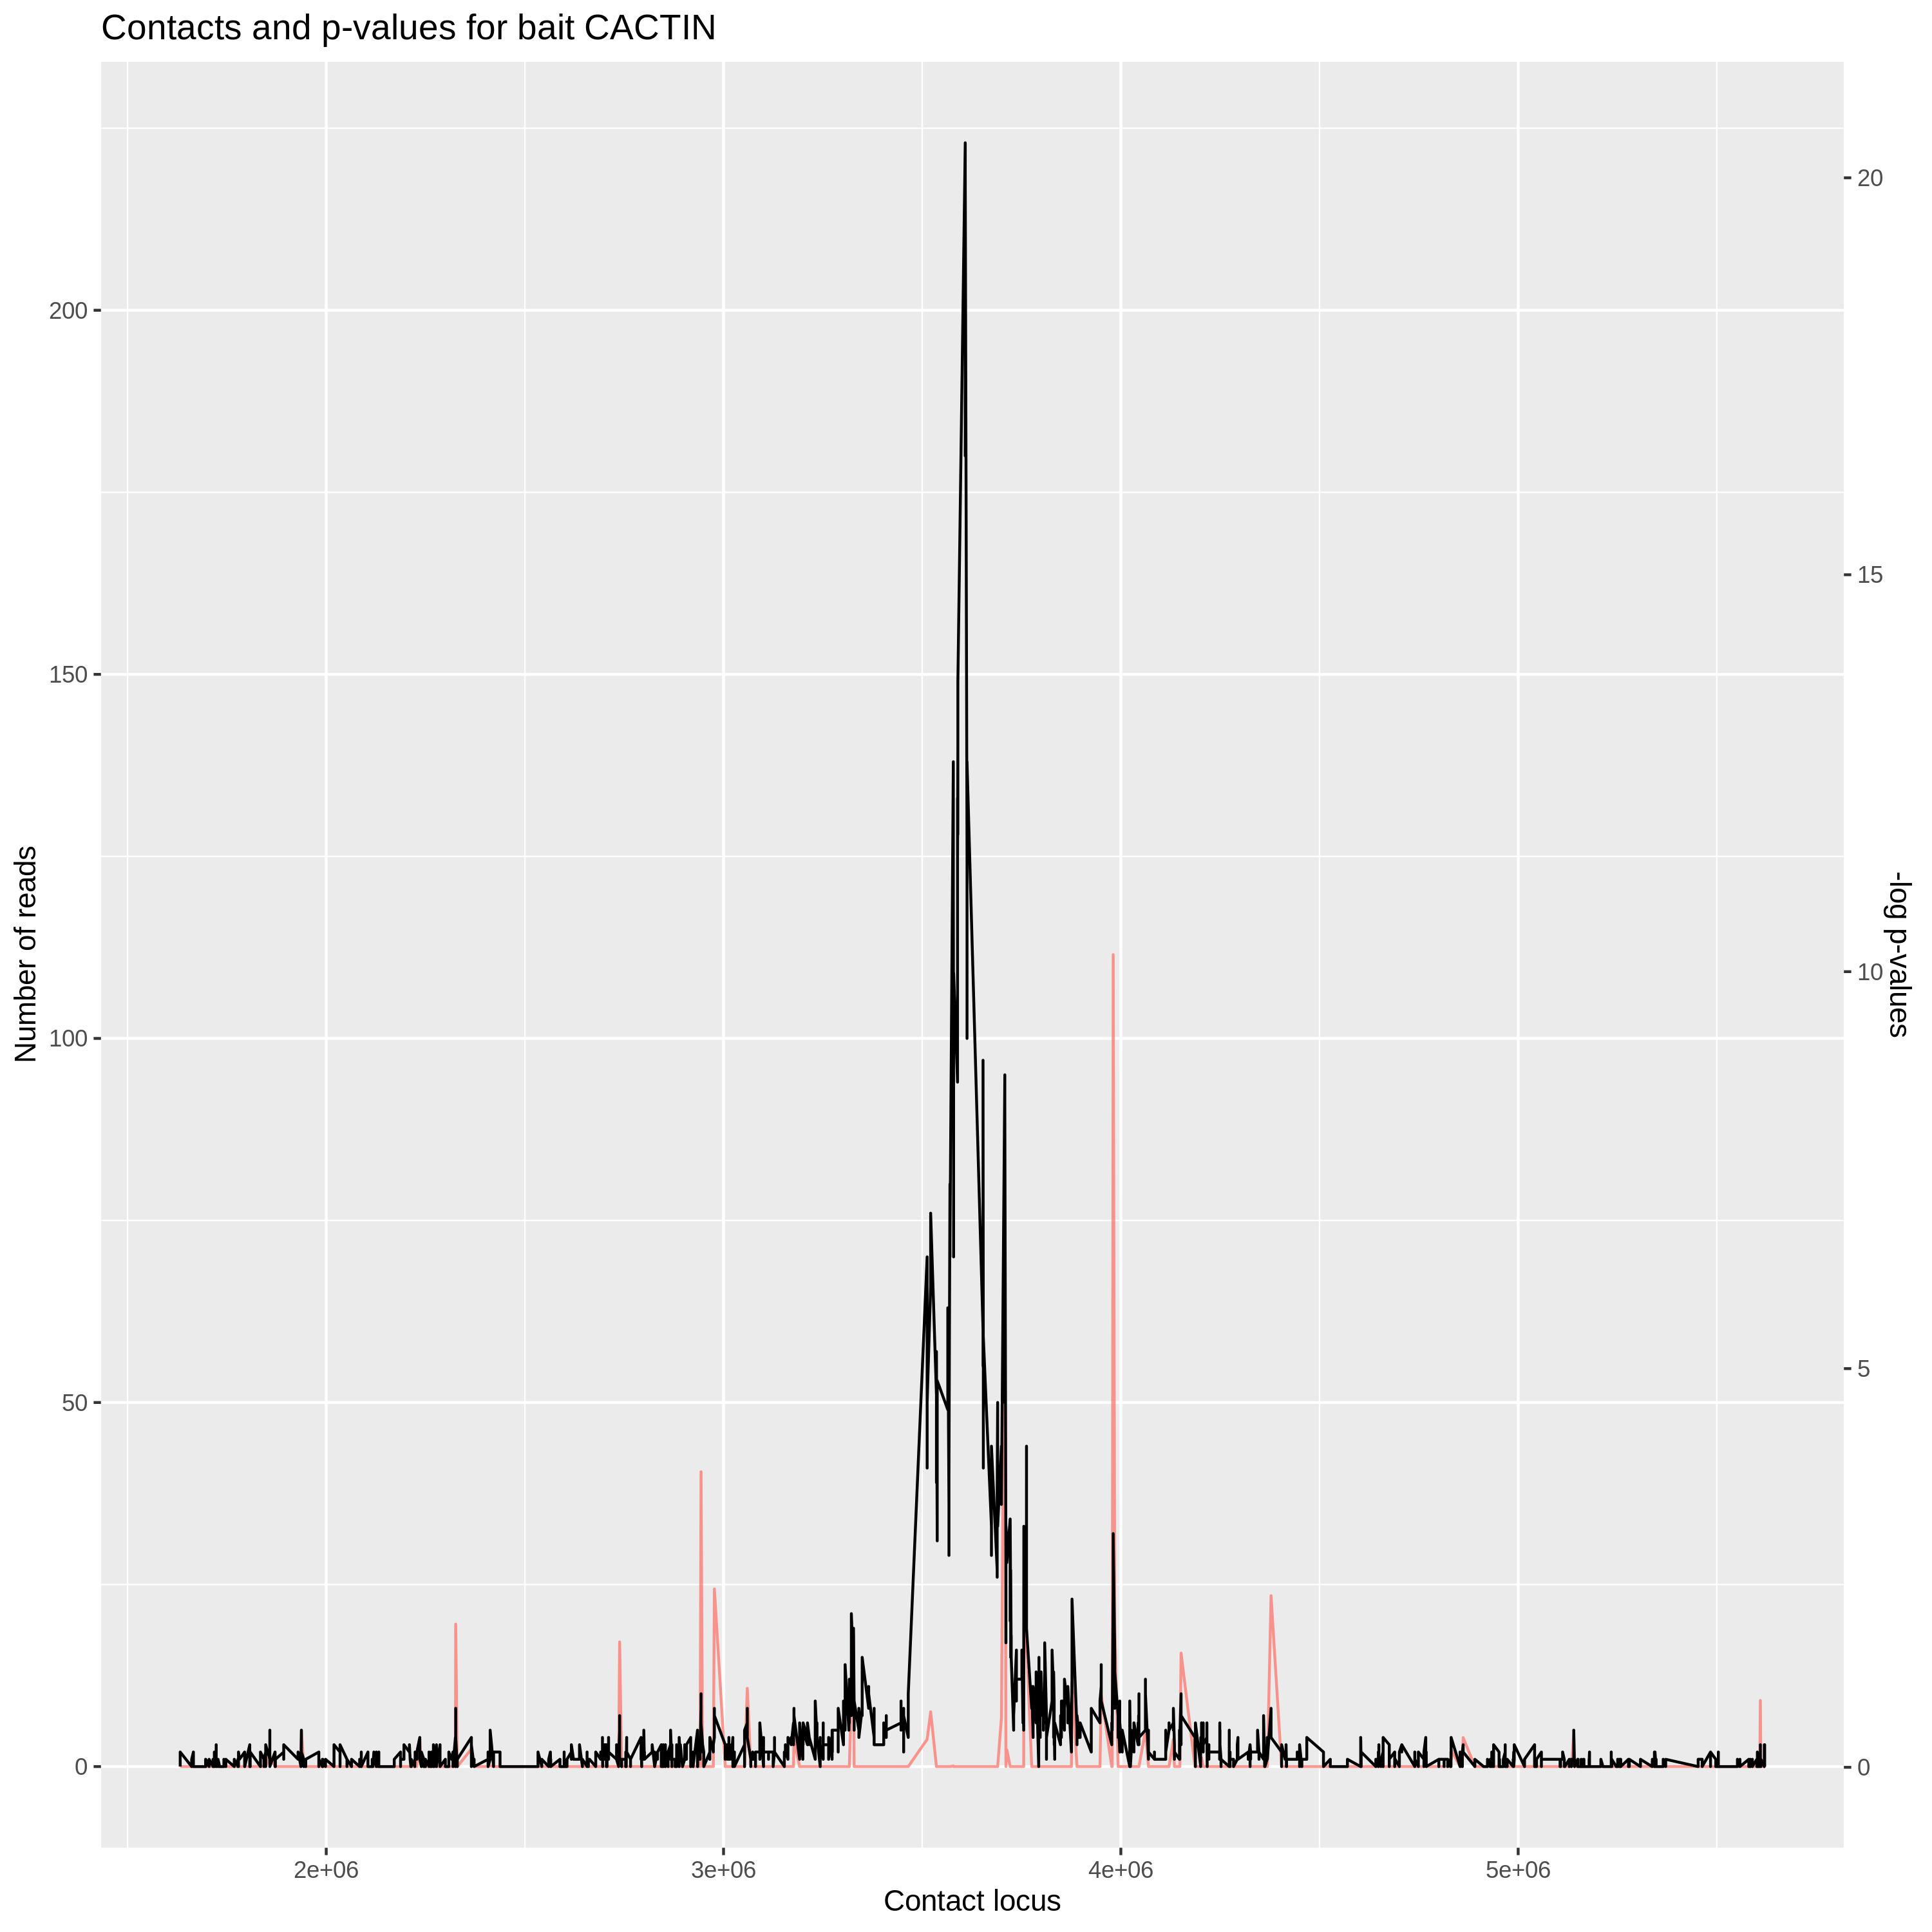 Contacts and p-values for bait CACTIN
200
150
100
50
0
Number of reads
20
15
10
5
0
-log p-values
2e+06
3e+06
4e+06
5e+06
Contact locus